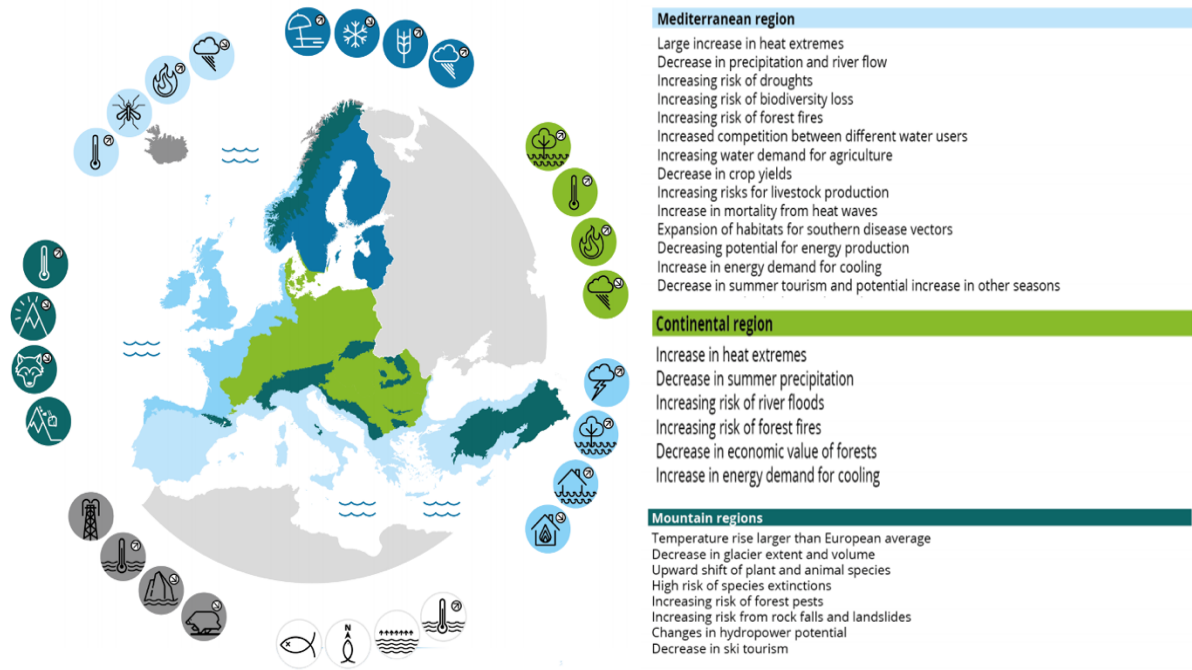 Mediterranean region
Large increase in heat extremes
Decrease in precipitation and river flow
Increasing risk of droughts
Increasing risk of biodiversity loss
Increasing risk of forest fires
Increased competition between different water users
Increasing water demand for agriculture
Decrease in crop yields
Increasing risks for livestock production
Increase in mortality from heat waves
Expansion of habitats for southern disease vectors
Decreasing potential for energy production
Increase in energy demand for cooling
Decrease in summer tourism and potential increase in other seasons
Continental region
Increase in heat extremes
Decrease in summer precipitation
Increasing risk of river floods
Increasing risk of forest fires
Decrease in economic value of forests
Increase in energy demand for cooling
Mountain regions
Temperature rise larger than European average
Decrease in glacier extent and volume
Upward shift of plant and animal species
High risk of species extinctions
Increasing risk of forest pests
Increasing risk from rock falls and landslides
Changes in hydropower potential
Decrease in ski tourism
N